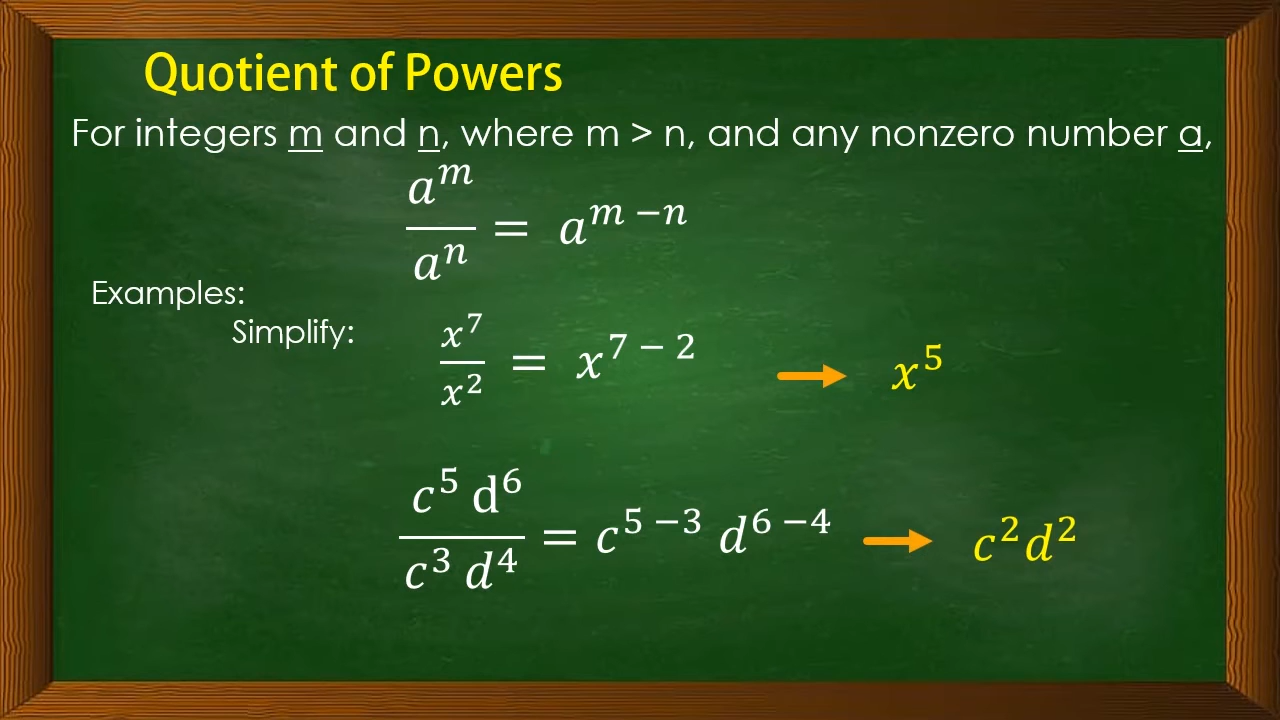 Quotient of Powers
For integers m and n, where m > n, and any nonzero number a,
a^m / a^n = a^(m −n)
Examples:
Simplify: x^7 / x^2 = x^(7 − 2) → x^5
c^5 d^6 / c^3 d^4 = c^(5 −3) d^(6 −4) → c^2 d^2